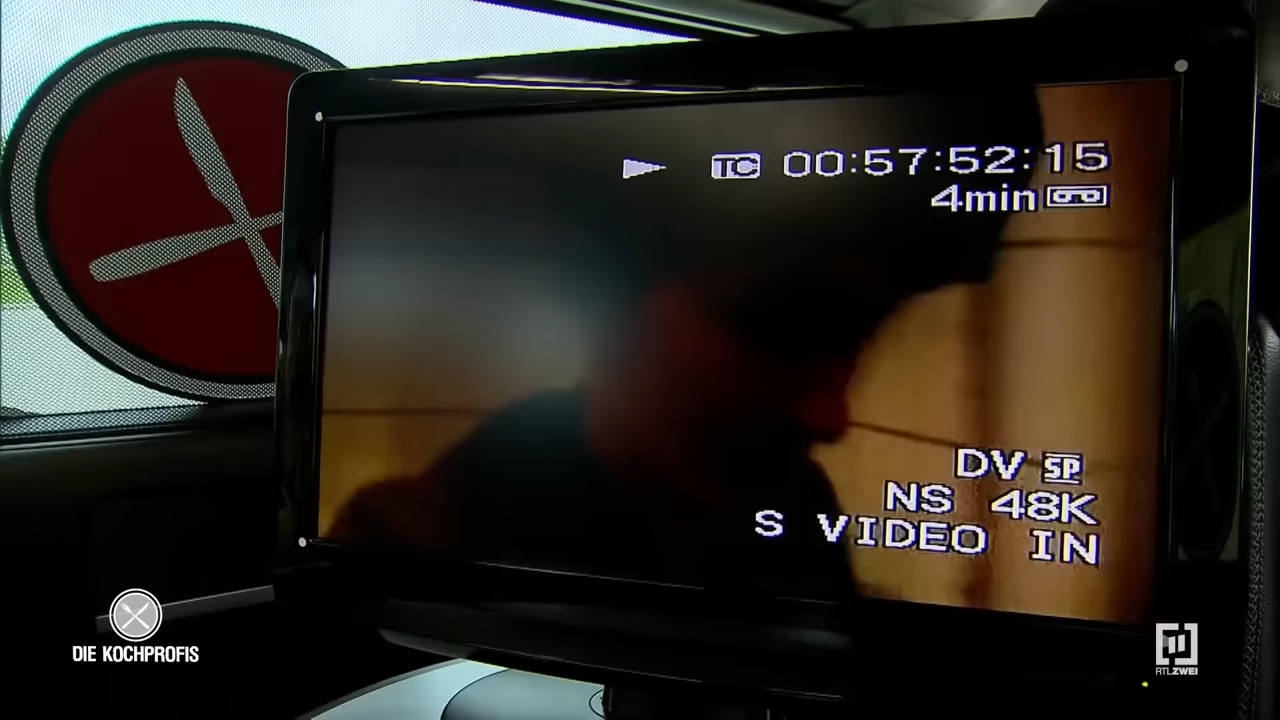 TC 00:57:52:15
4min
DV SP
NS 48K
S VIDEO IN
DIE KOCHPROFIS
RTLZWEI